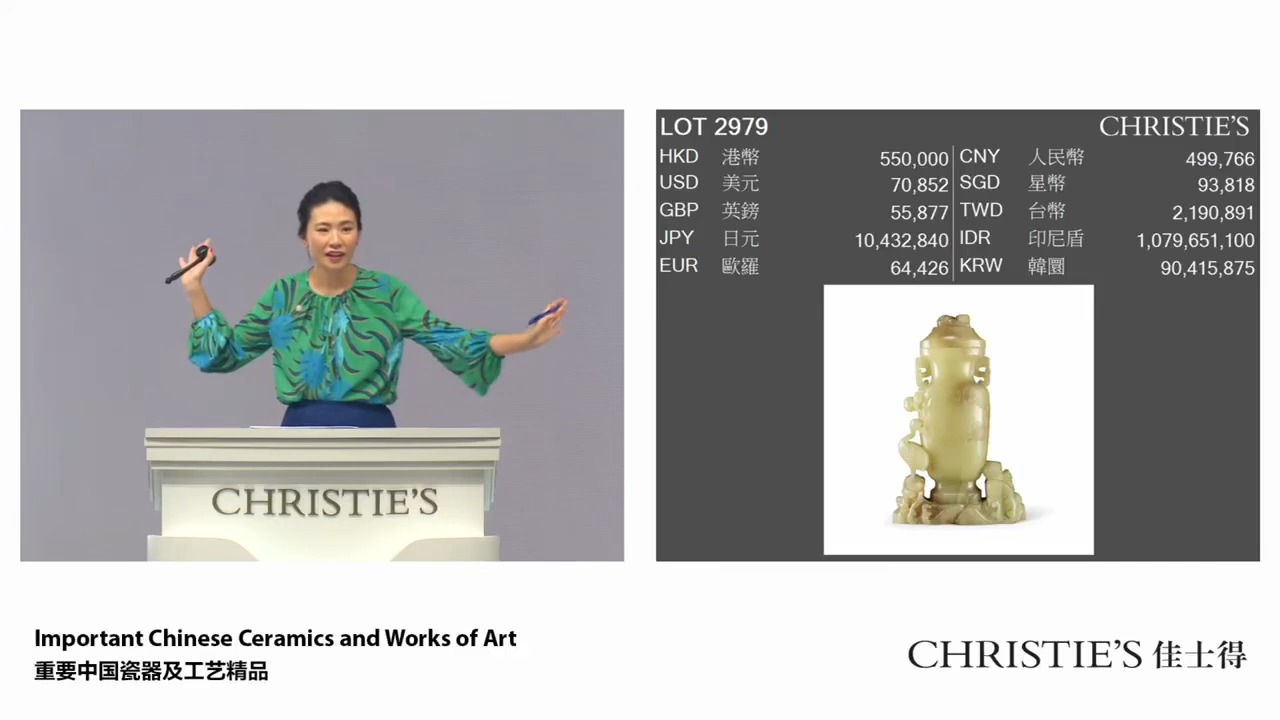 CHRISTIE'S
LOT 2979 CHRISTIE'S
HKD 港幣 550,000 CNY 人民幣 499,766
USD 美元 70,852 SGD 星幣 93,818
GBP 英鎊 55,877 TWD 台幣 2,190,891
JPY 日元 10,432,840 IDR 印尼盾 1,079,651,100
EUR 歐羅 64,426 KRW 韓圜 90,415,875
Important Chinese Ceramics and Works of Art
重要中国瓷器及工艺精品
CHRISTIE'S 佳士得